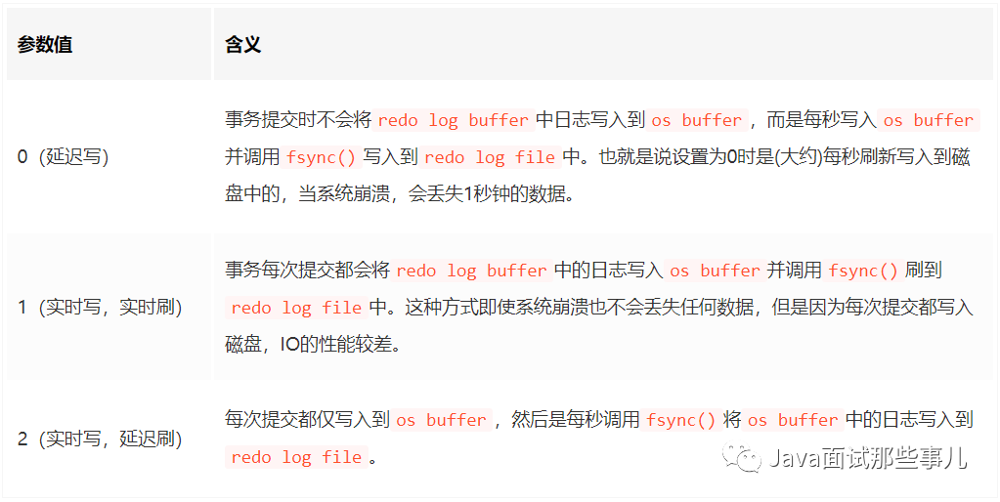 参数值 含义
事务提交时不会将 redo log buffer 中日志写入到 os buffer ，而是每秒写入 os buffer
0（延迟写） 并调用 fsync() 写入到 redo log file 中。也就是说设置为0时是(大约)每秒刷新写入到磁
盘中的，当系统崩溃，会丢失1秒钟的数据。
事务每次提交都会将 redo log buffer 中的日志写入 os buffer 并调用 fsync() 刷到
1（实时写，实时刷） redo log file 中。这种方式即使系统崩溃也不会丢失任何数据，但是因为每次提交都写入
磁盘，IO的性能较差。
每次提交都仅写入到 os buffer ，然后是每秒调用 fsync() 将 os buffer 中的日志写入到
2（实时写，延迟刷） redo log file 。
Java面试那些事儿